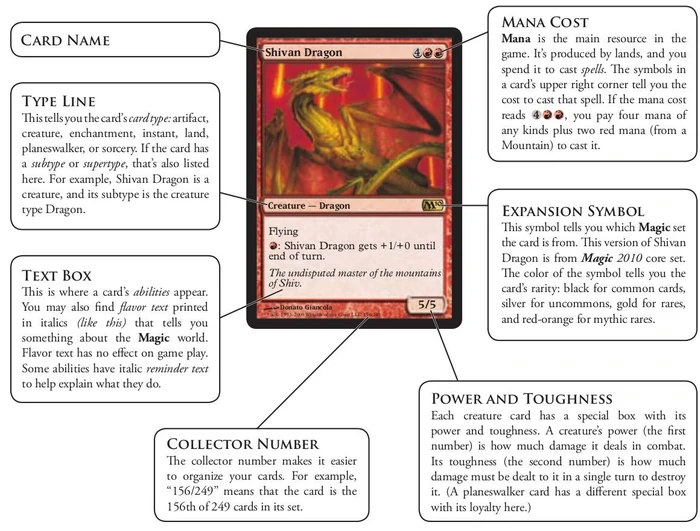 CARD NAME
Shivan Dragon
4
MANA COST
Mana is the main resource in the
game. It's produced by lands, and you
spend it to cast spells. The symbols in
a card's upper right corner tell you the
cost to cast that spell. If the mana cost
reads 4, you pay four mana of
any kinds plus two red mana (from a
Mountain) to cast it.
TYPE LINE
This tells you the card's card type: artifact,
creature, enchantment, instant, land,
planeswalker, or sorcery. If the card has
a subtype or supertype, that's also listed
here. For example, Shivan Dragon is a
creature, and its subtype is the creature
type Dragon.
Creature — Dragon
M10
Flying
: Shivan Dragon gets +1/+0 until
end of turn.
The undisputed master of the mountains
of Shiv.
Donato Giancola
5/5
EXPANSION SYMBOL
This symbol tells you which Magic set
the card is from. This version of Shivan
Dragon is from Magic 2010 core set.
The color of the symbol tells you the
card's rarity: black for common cards,
silver for uncommons, gold for rares,
and red-orange for mythic rares.
TEXT BOX
This is where a card's abilities appear.
You may also find flavor text printed
in italics (like this) that tells you
something about the Magic world.
Flavor text has no effect on game play.
Some abilities have italic reminder text
to help explain what they do.
COLLECTOR NUMBER
The collector number makes it easier
to organize your cards. For example,
"156/249" means that the card is the
156th of 249 cards in its set.
POWER AND TOUGHNESS
Each creature card has a special box with its
power and toughness. A creature's power (the first
number) is how much damage it deals in combat.
Its toughness (the second number) is how much
damage must be dealt to it in a single turn to destroy
it. (A planeswalker card has a different special box
with its loyalty here.)